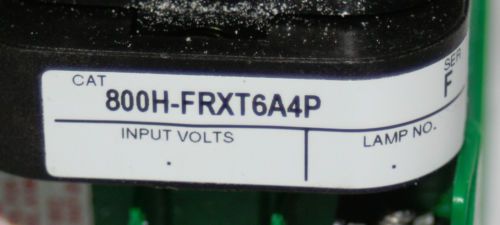 CAT
SER
800H-FRXT6A4P
F
INPUT VOLTS
LAMP NO.